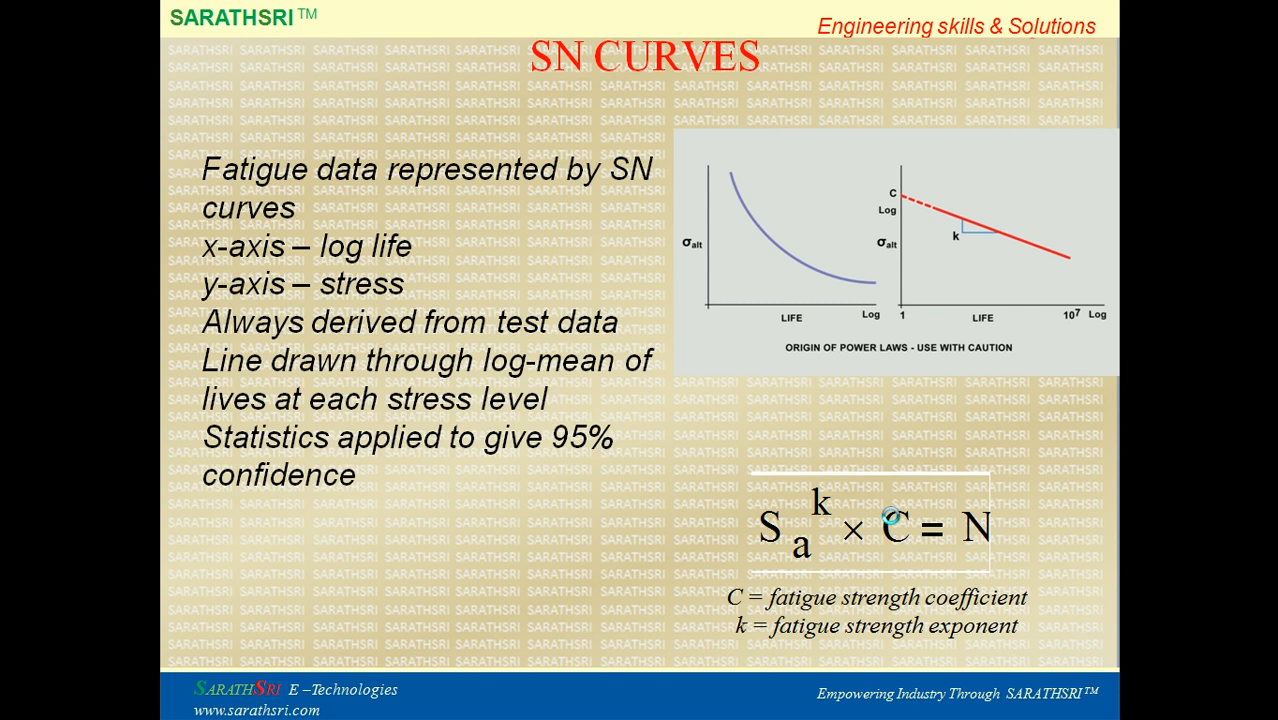 SARATHSRI™
Engineering skills & Solutions
SN CURVES
Fatigue data represented by SN
curves
x-axis – log life
y-axis – stress
Always derived from test data
Line drawn through log-mean of
lives at each stress level
Statistics applied to give 95%
confidence
σalt
LIFE
Log
C
Log
σalt
k
1
LIFE
10⁷
Log
ORIGIN OF POWER LAWS - USE WITH CAUTION
Sₐᵏ × C = N
C = fatigue strength coefficient
k = fatigue strength exponent
SARATHSRI E –Technologies
www.sarathsri.com
Empowering Industry Through SARATHSRI™